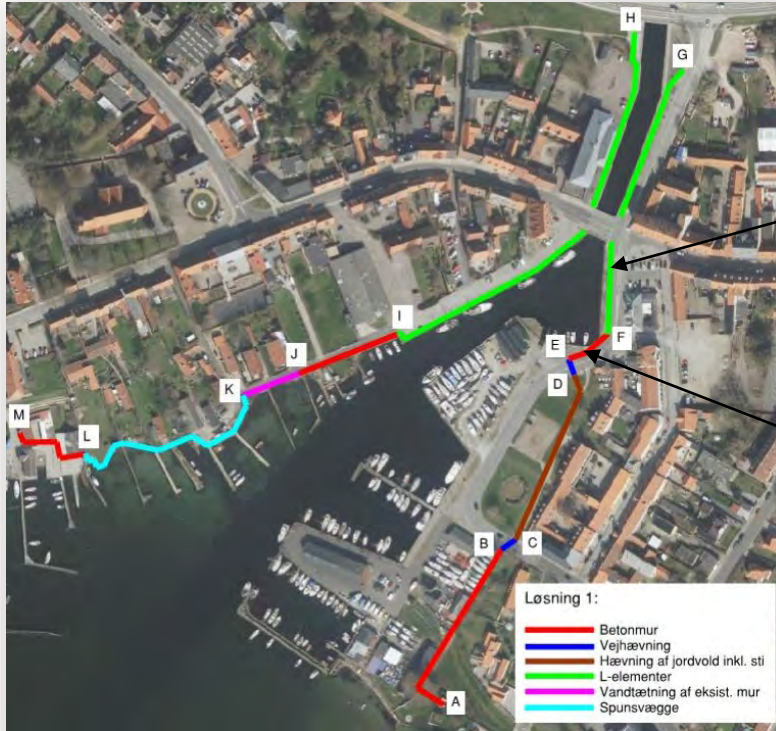 H
G
I
F
E
J
D
K
M
L
B
C
A
Løsning 1:
Betonmur
Vejhævning
Hævning af jordvold inkl. sti
L-elementer
Vandtætning af eksist. mur
Spunsvægge